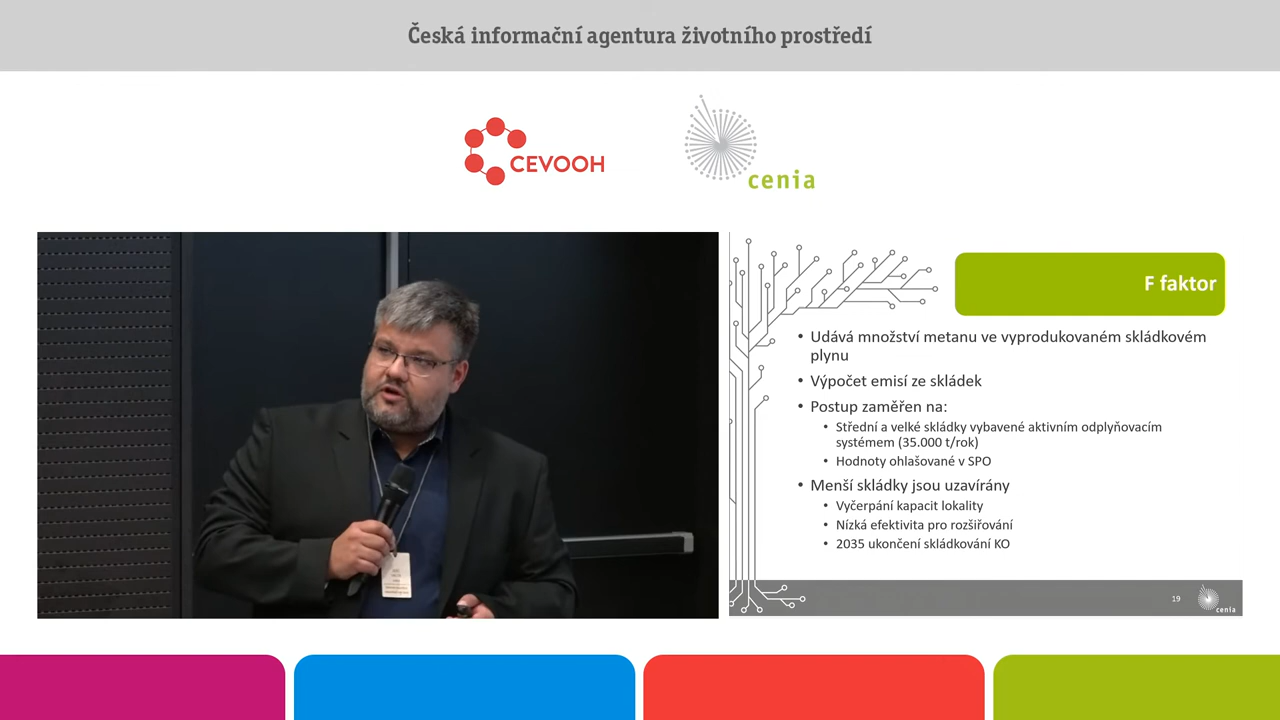 Česká informační agentura životního prostředí
CEVOOH
cenia
F faktor
• Udává množství metanu ve vyprodukovaném skládkovém
plynu
• Výpočet emisí ze skládek
• Postup zaměřen na:
• Střední a velké skládky vybavené aktivním odplyňovacím
systémem (35.000 t/rok)
• Hodnoty ohlašované v SPO
• Menší skládky jsou uzavírány
• Vyčerpání kapacit lokality
• Nízká efektivita pro rozšiřování
• 2035 ukončení skládkování KO
19
cenia